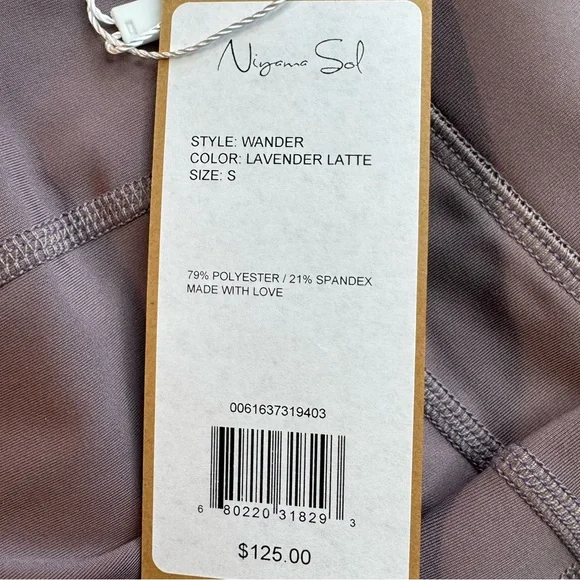 Niyama Sol
STYLE: WANDER
COLOR: LAVENDER LATTE
SIZE: S
79% POLYESTER / 21% SPANDEX
MADE WITH LOVE
0061637319403
6 80220 31829 3
$125.00